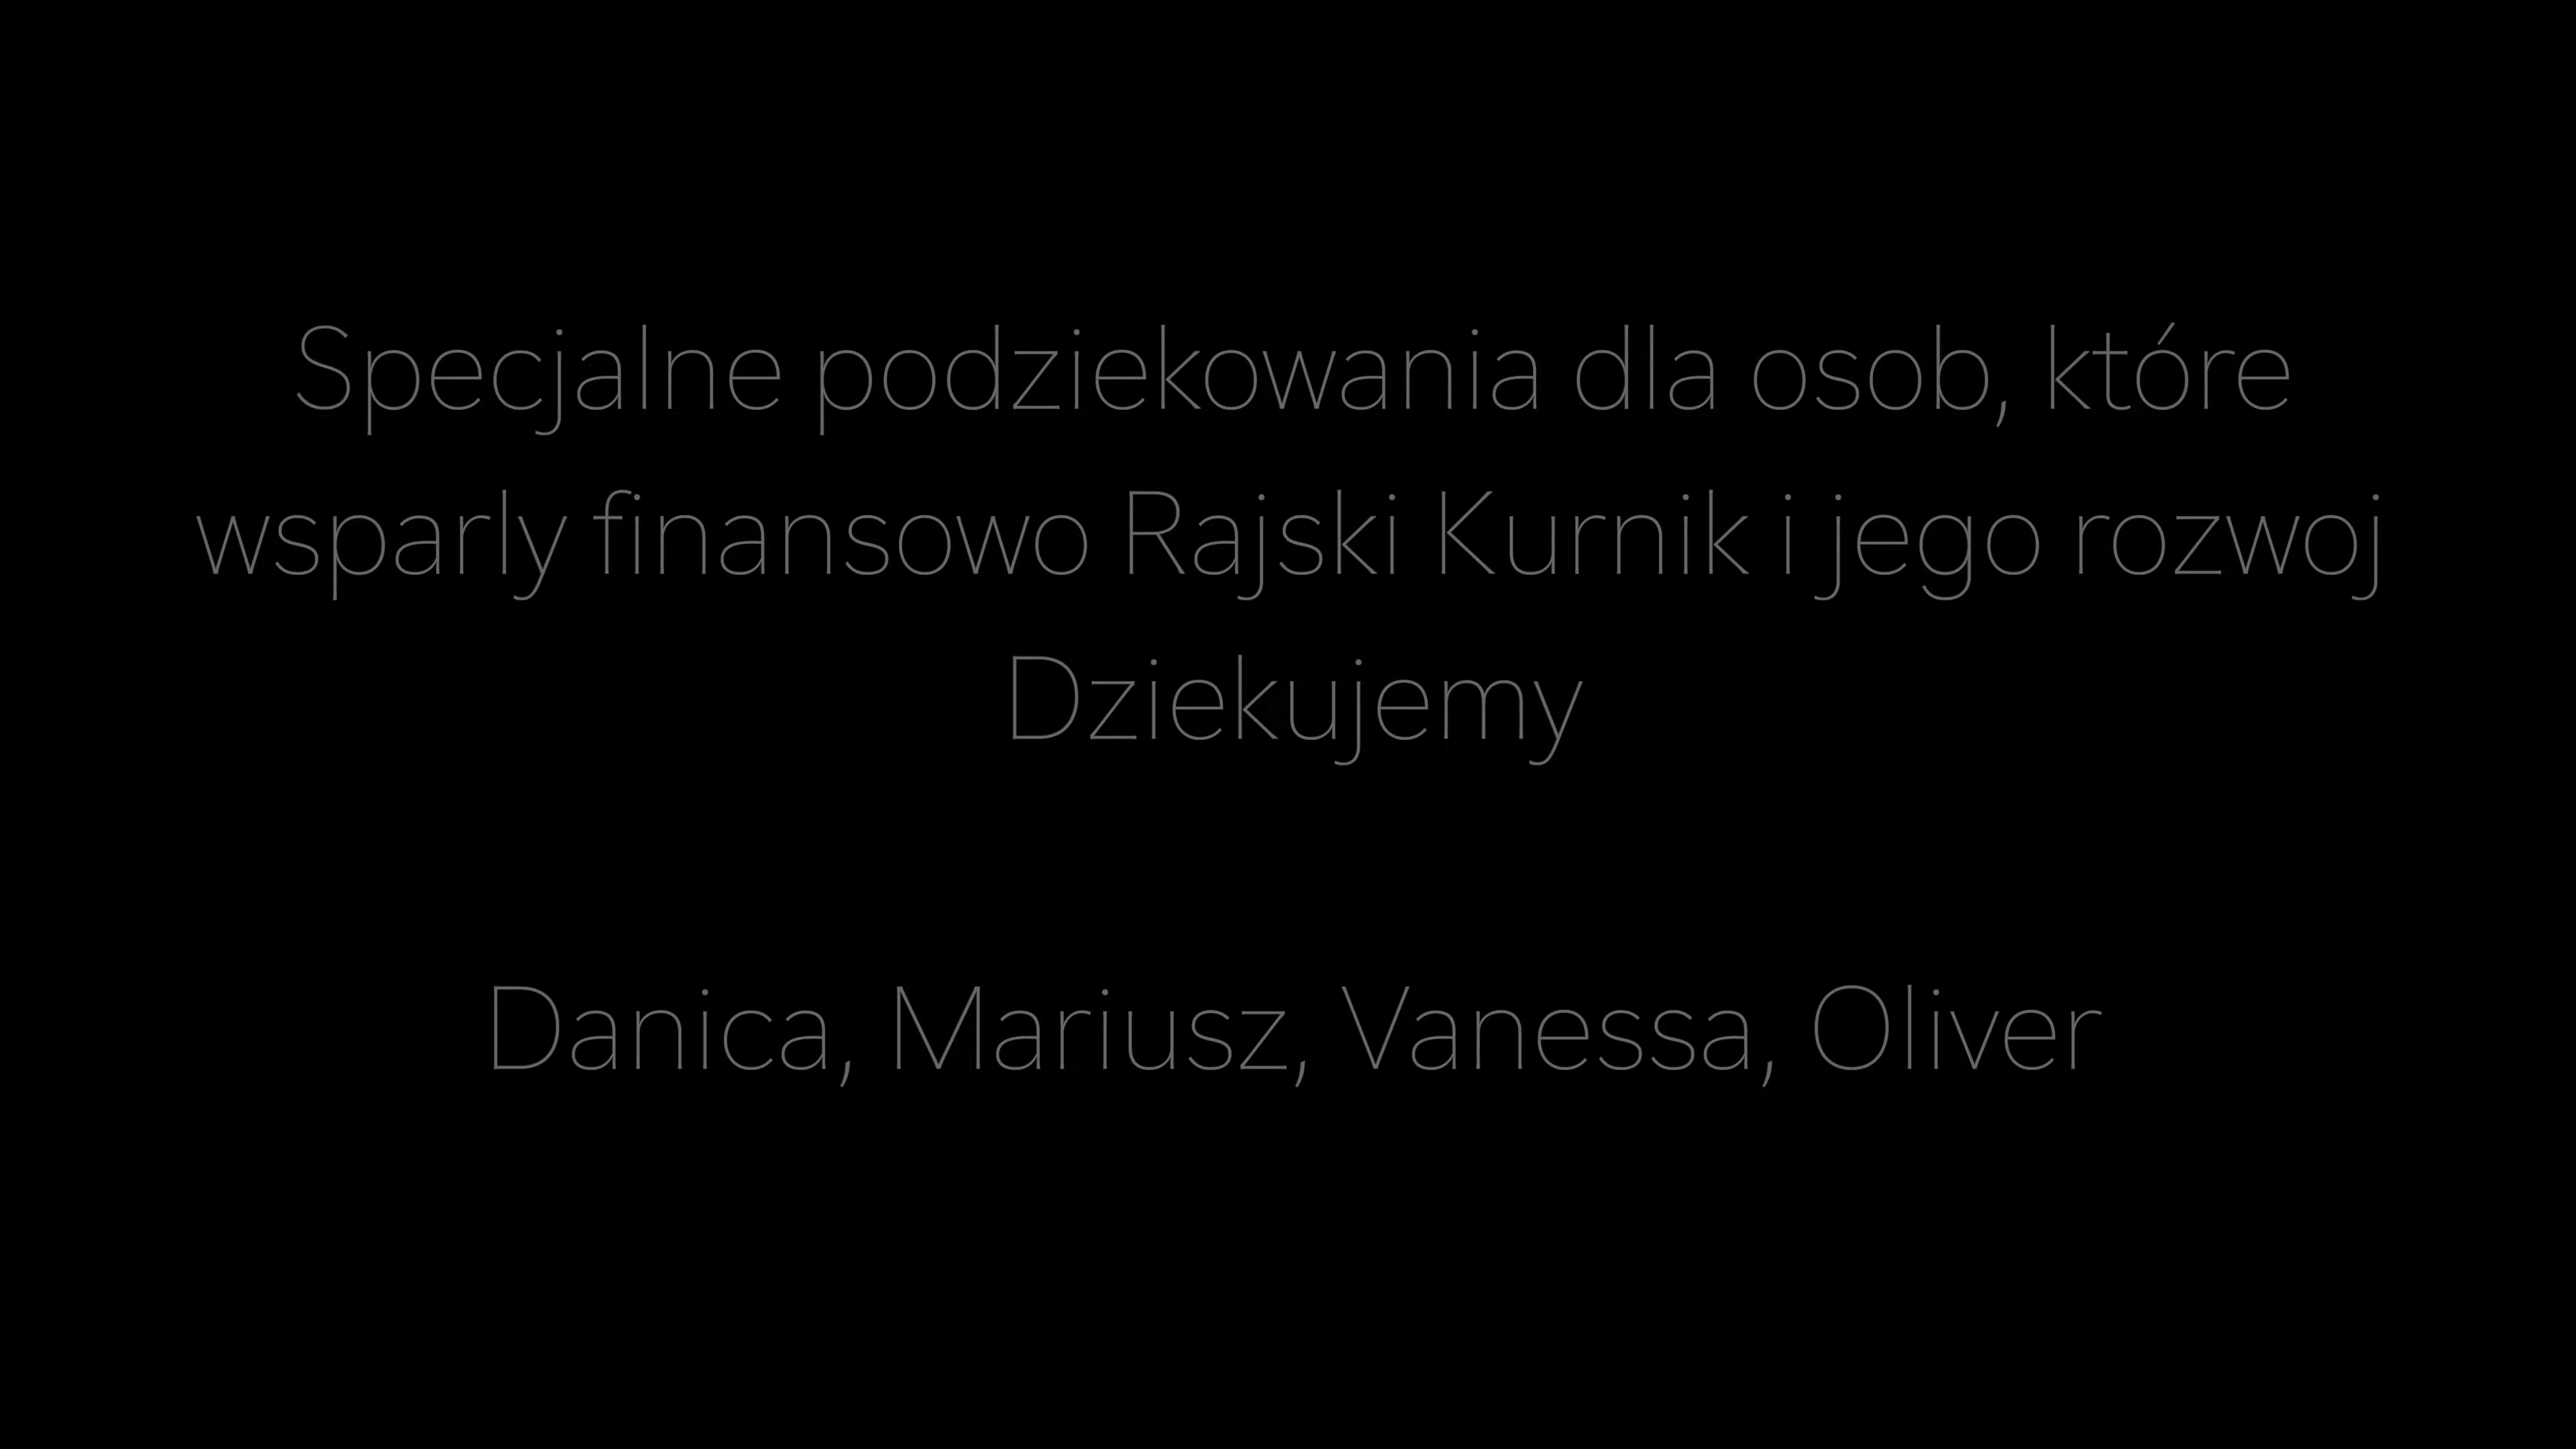 Specjalne podziekowania dla osob, które
wsparly finansowo Rajski Kurnik i jego rozwoj
Dziekujemy
Danica, Mariusz, Vanessa, Oliver